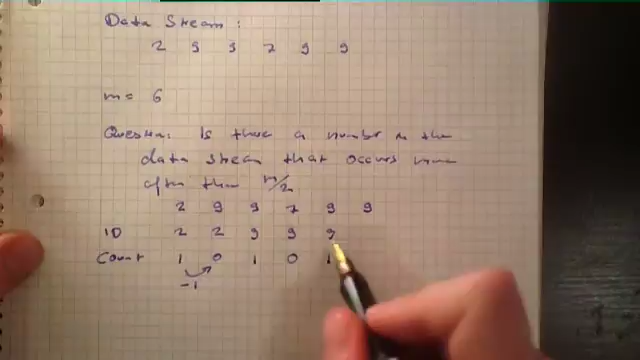 Data Stream:
2 9 9 7 9 9
m = 6
Question: Is there a number in the
data stream that occurs more
often than m/2
2 9 9 7 9 9
ID 2 2 9 9 9
Count 1 0 1 0 1
-1